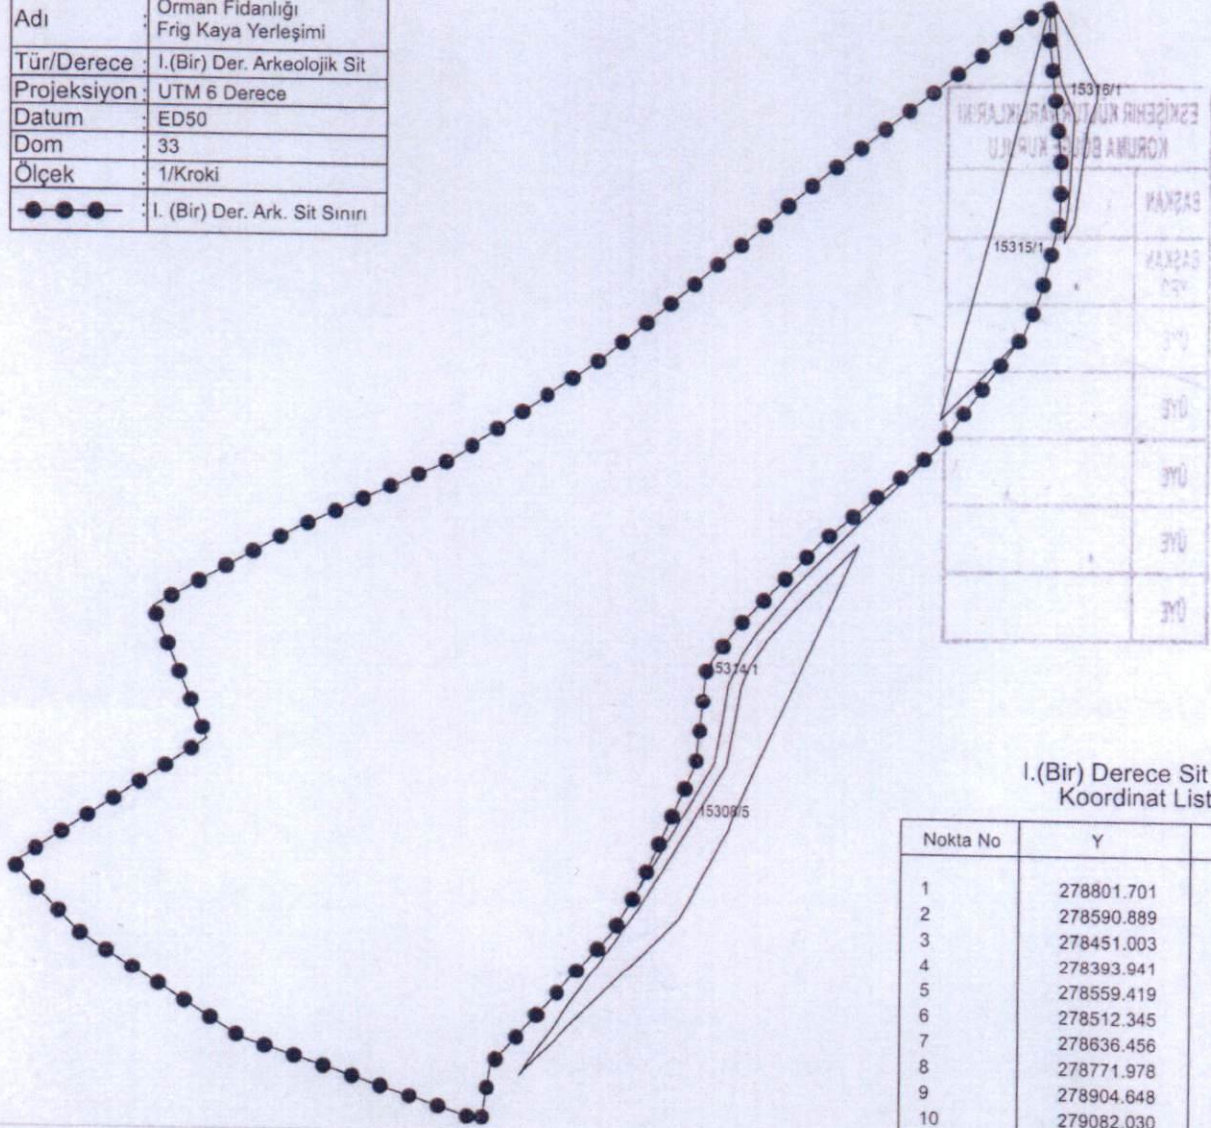 Adı : Orman Fidanlığı
Frig Kaya Yerleşimi
Tür/Derece : I.(Bir) Der. Arkeolojik Sit
Projeksiyon : UTM 6 Derece
Datum : ED50
Dom : 33
Ölçek : 1/Kroki
: I. (Bir) Der. Ark. Sit Sınırı
15316/1
ESKİŞEHİR KÜLTÜR VARLIKLARINI
KORUMA BÖLGE KURULU
BAŞKAN
15315/1
BAŞKAN
YRD
ÜYE
ÜYE
ÜYE
ÜYE
ÜYE
15314/1
15308/5
I.(Bir) Derece Sit
Koordinat List
Nokta No Y
1 278801.701
2 278590.889
3 278451.003
4 278393.941
5 278559.419
6 278512.345
7 278636.456
8 278771.978
9 278904.648
10 279082.030